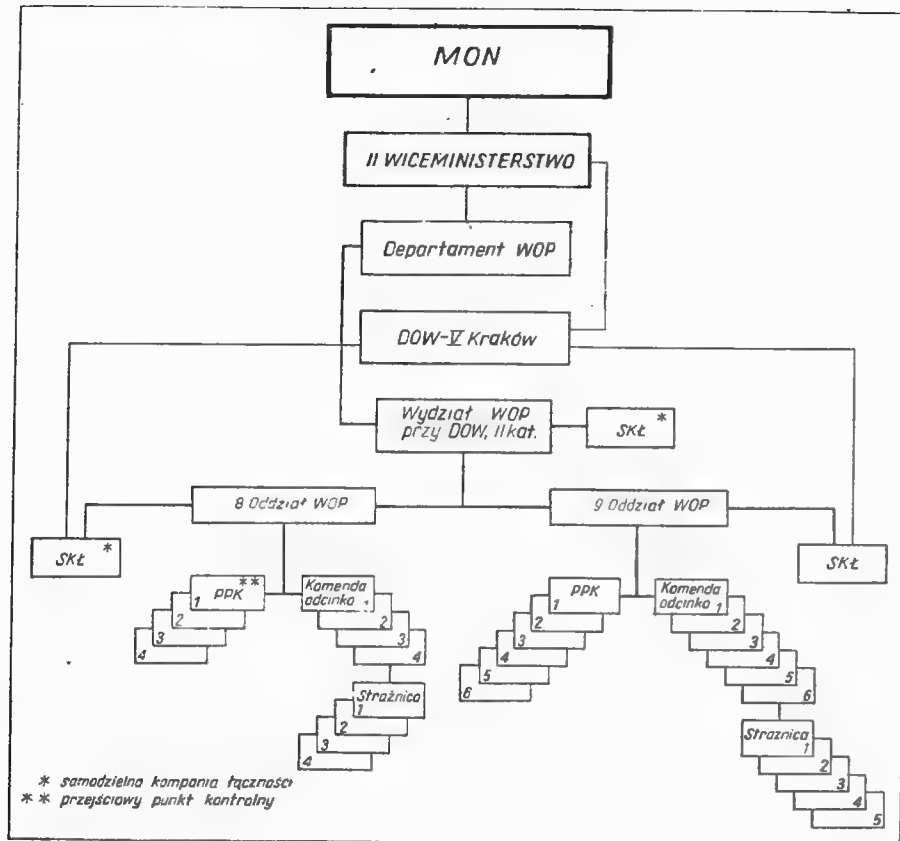 MON
II WICEMINISTERSTWO
Departament WOP
DOW-V Kraków
Wydział WOP
przy DOW, II kat.
SKŁ *
8 Oddział WOP
9 Oddział WOP
SKŁ *
SKŁ
PPK **
1
2
3
4
Komenda
odcinka 1
2
3
4
Strażnica
1
2
3
4
PPK
1
2
3
4
5
6
Komenda
odcinka 1
2
3
4
5
6
Strażnica
1
2
3
4
5
* samodzielna kompania łączności
** przejściowy punkt kontrolny